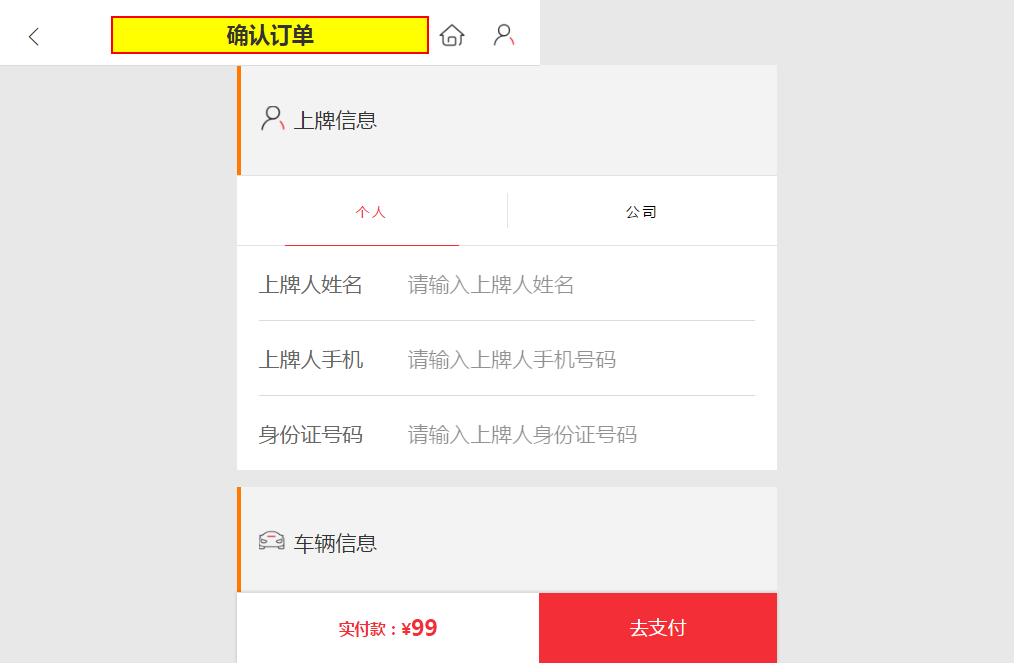 确认订单
上牌信息
个人 公司
上牌人姓名 请输入上牌人姓名
上牌人手机 请输入上牌人手机号码
身份证号码 请输入上牌人身份证号码
车辆信息
实付款：¥99 去支付